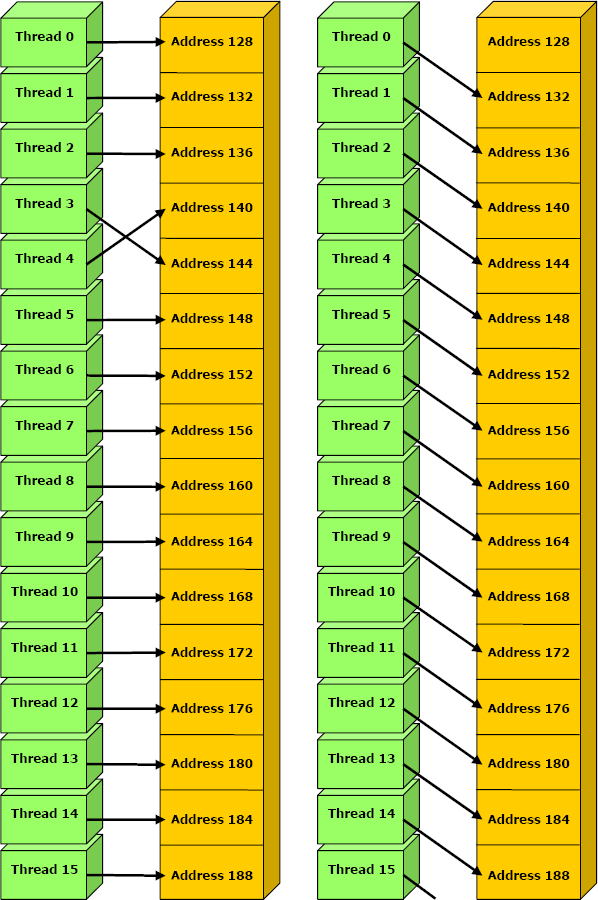 Thread 0
Thread 1
Thread 2
Thread 3
Thread 4
Thread 5
Thread 6
Thread 7
Thread 8
Thread 9
Thread 10
Thread 11
Thread 12
Thread 13
Thread 14
Thread 15
Address 128
Address 132
Address 136
Address 140
Address 144
Address 148
Address 152
Address 156
Address 160
Address 164
Address 168
Address 172
Address 176
Address 180
Address 184
Address 188
Thread 0
Thread 1
Thread 2
Thread 3
Thread 4
Thread 5
Thread 6
Thread 7
Thread 8
Thread 9
Thread 10
Thread 11
Thread 12
Thread 13
Thread 14
Thread 15
Address 128
Address 132
Address 136
Address 140
Address 144
Address 148
Address 152
Address 156
Address 160
Address 164
Address 168
Address 172
Address 176
Address 180
Address 184
Address 188